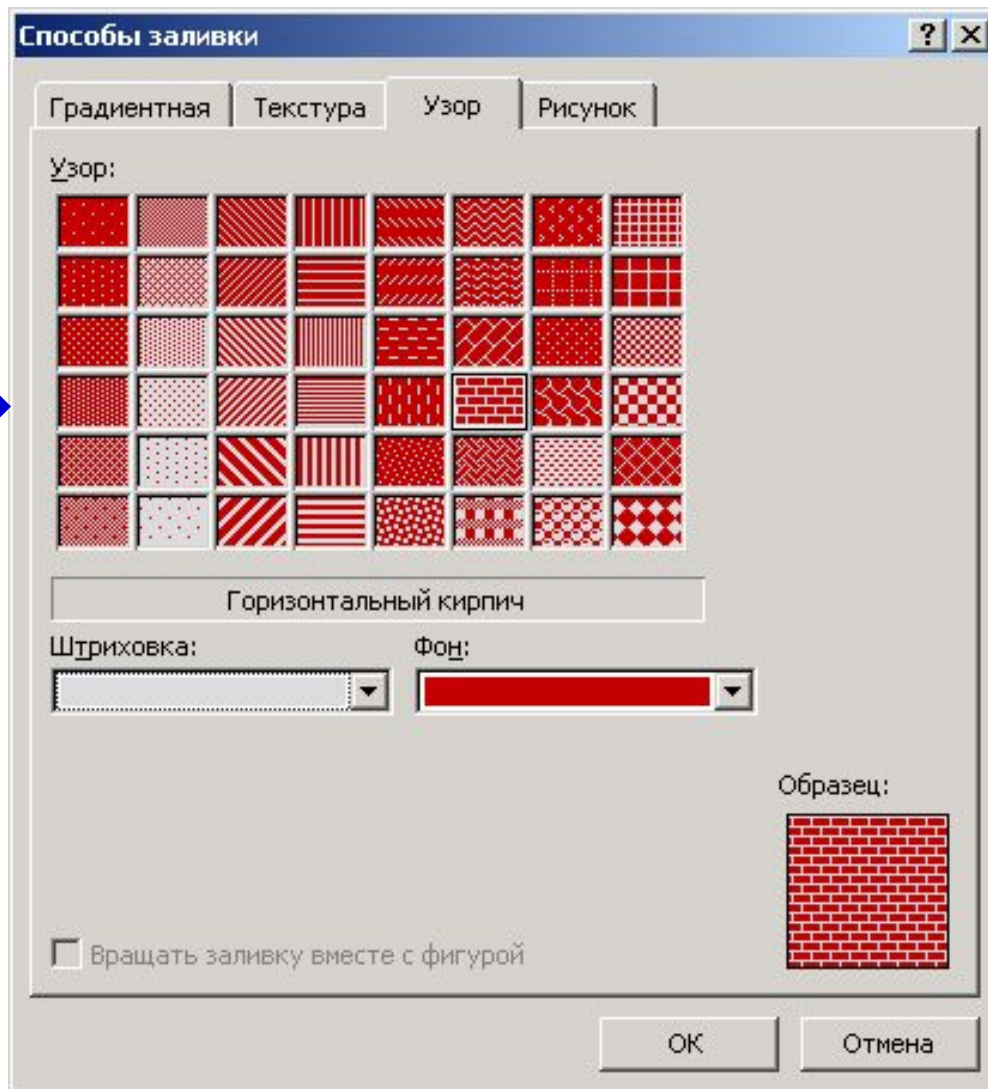 Способы заливки
Градиентная Текстура Узор Рисунок
Узор:
Горизонтальный кирпич
Штриховка: Фон:
Образец:
Вращать заливку вместе с фигурой
ОК Отмена